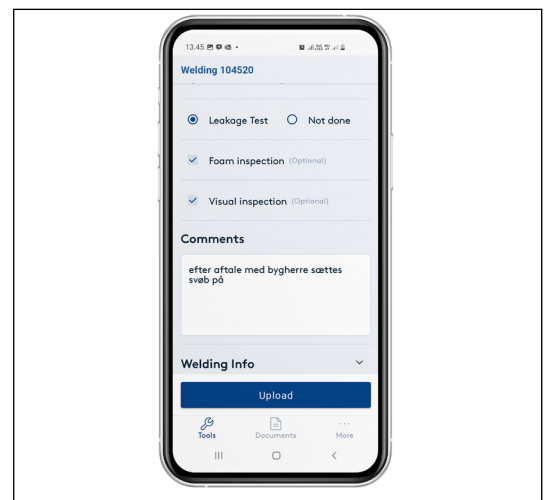 13.45
Welding 104520
Leakage Test Not done
Foam inspection (Optional)
Visual inspection (Optional)
Comments
efter aftale med bygherre sættes
svøb på
Welding Info
Upload
Tools Documents More